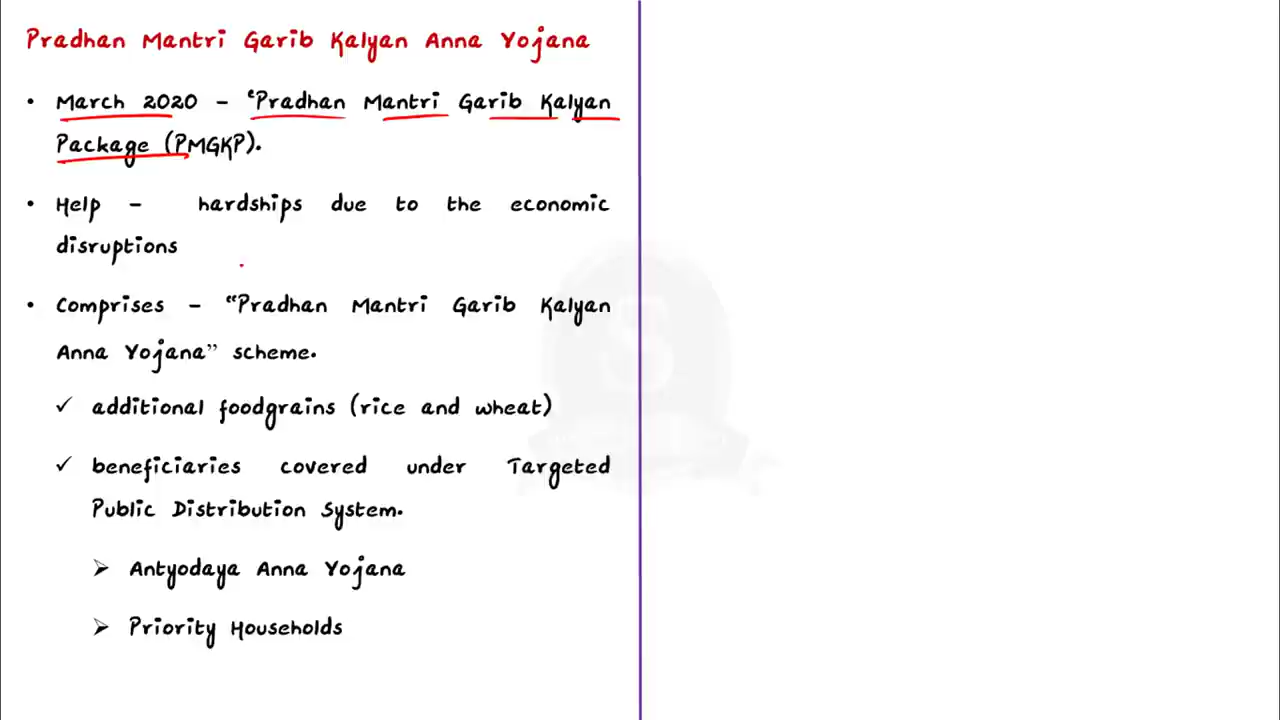 Pradhan Mantri Garib Kalyan Anna Yojana
• March 2020 – ‘Pradhan Mantri Garib Kalyan
Package (PMGKP).
• Help – hardships due to the economic
disruptions
• Comprises – “Pradhan Mantri Garib Kalyan
Anna Yojana” scheme.
✓ additional foodgrains (rice and wheat)
✓ beneficiaries covered under Targeted
Public Distribution System.
➢ Antyodaya Anna Yojana
➢ Priority Households